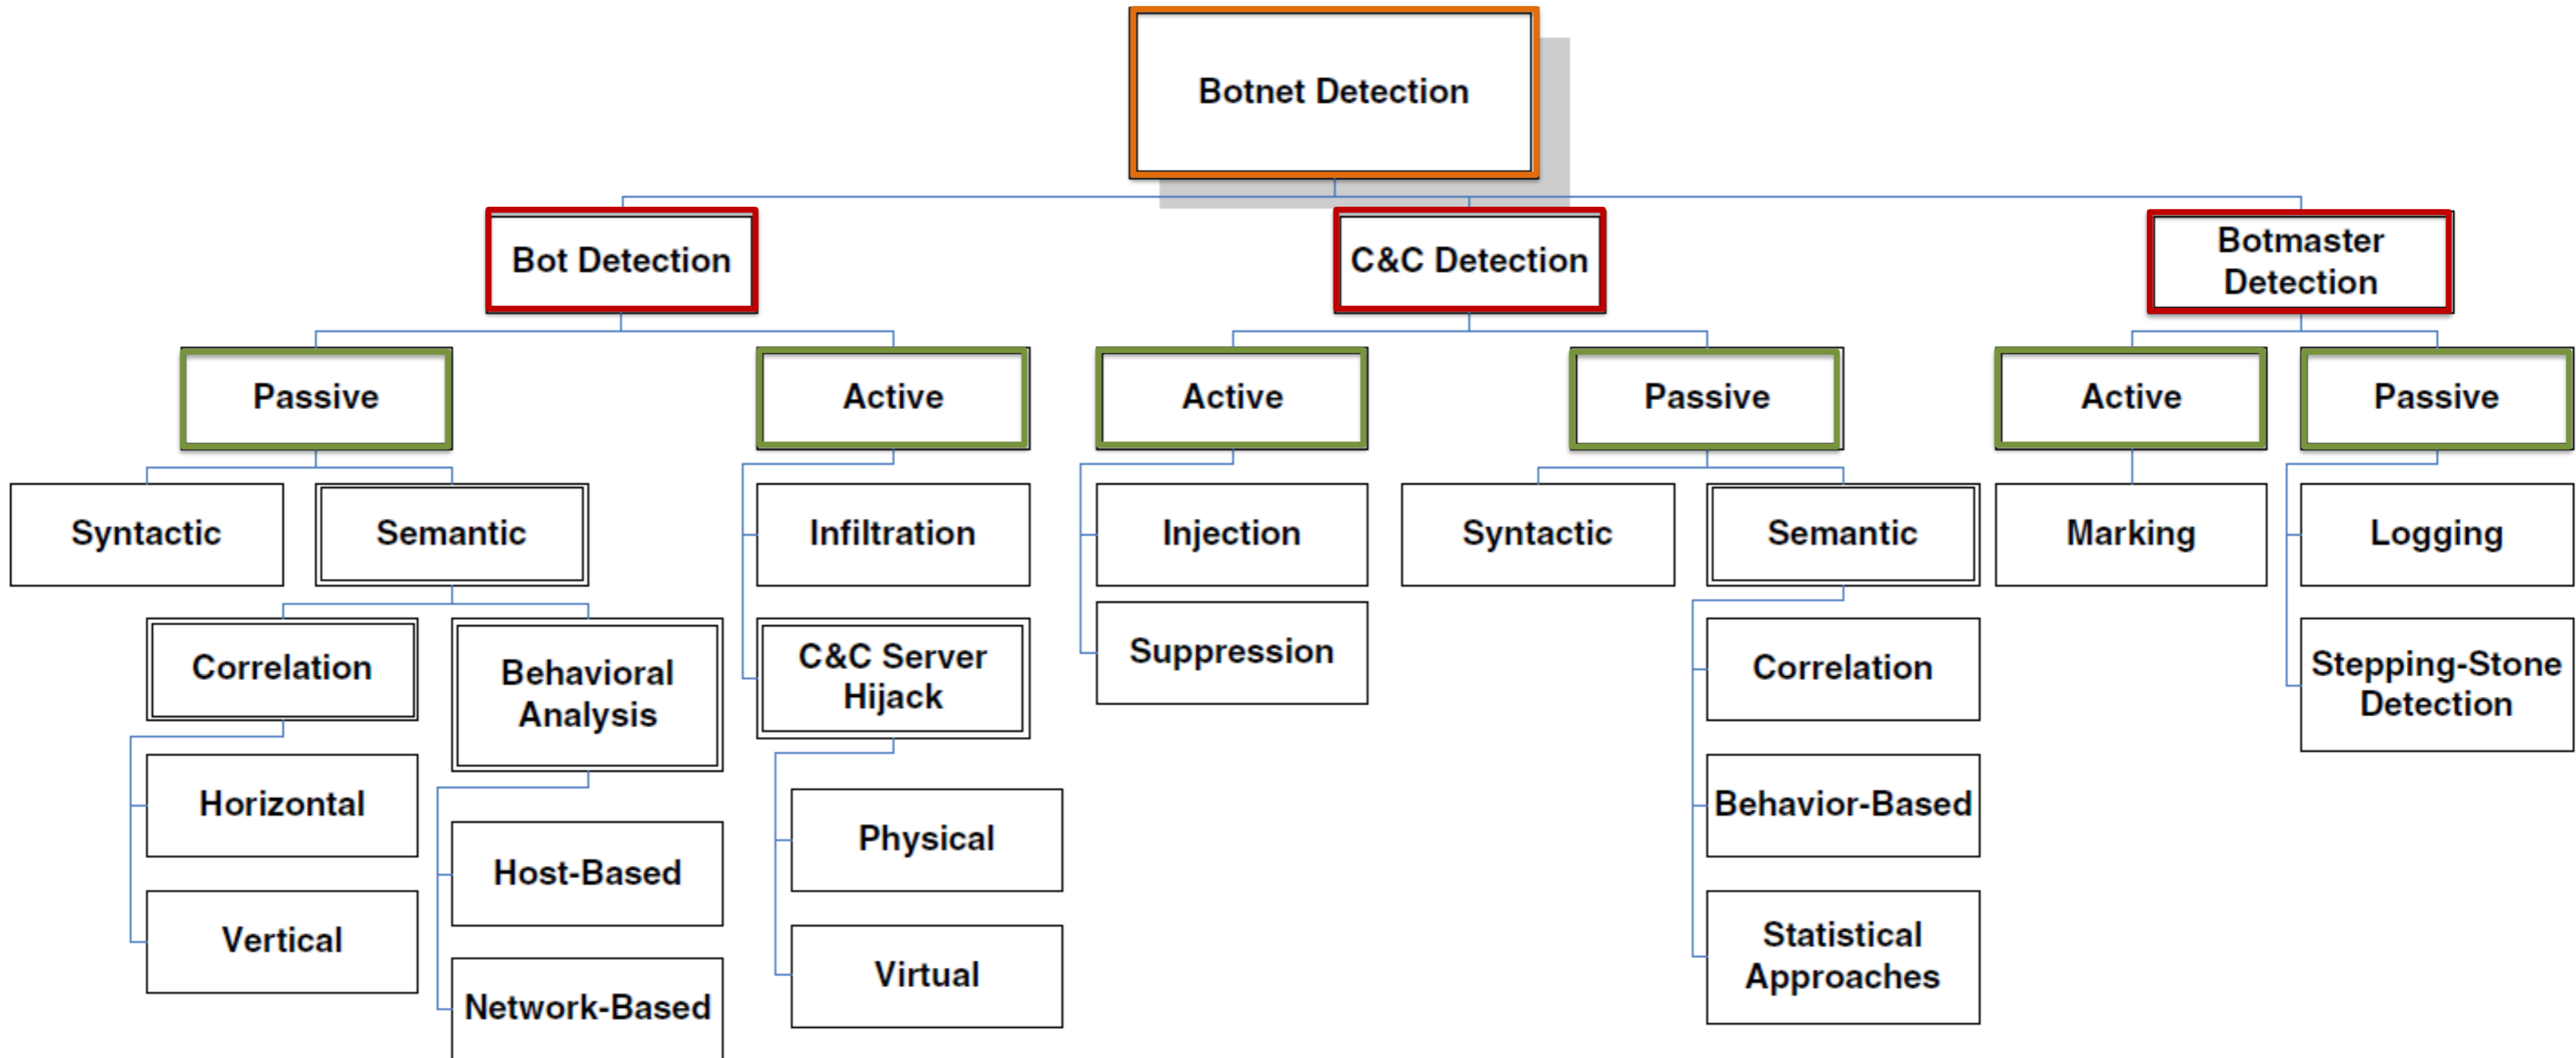 Botnet Detection
Bot Detection
C&C Detection
Botmaster
Detection
Passive
Active
Active
Passive
Active
Passive
Syntactic
Semantic
Infiltration
Injection
Syntactic
Semantic
Marking
Logging
Correlation
Behavioral
Analysis
C&C Server
Hijack
Suppression
Correlation
Stepping-Stone
Detection
Horizontal
Host-Based
Physical
Behavior-Based
Vertical
Network-Based
Virtual
Statistical
Approaches